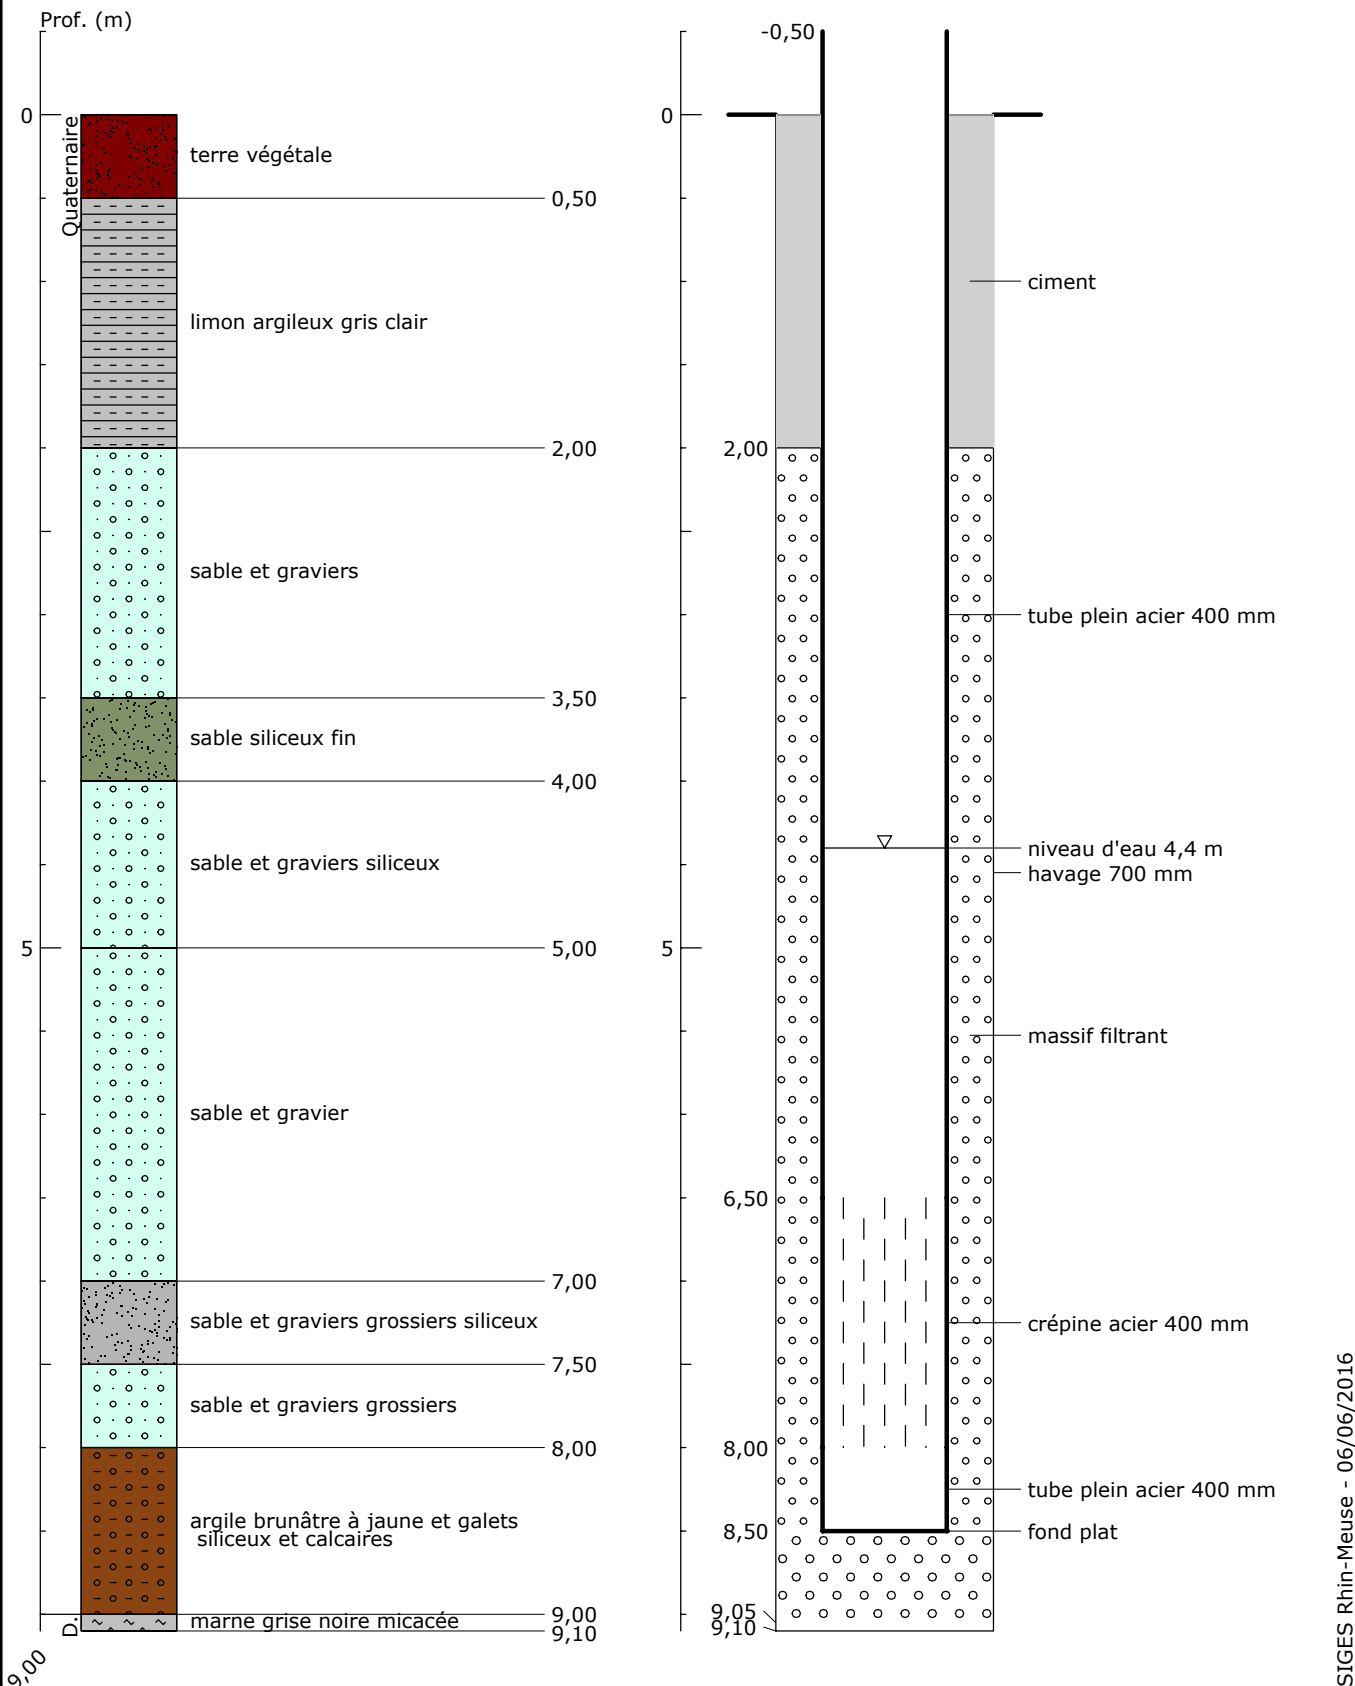 Prof. (m)
-0,50
0
0
Quaternaire
terre végétale
0,50
ciment
limon argileux gris clair
2,00
2,00
sable et graviers
tube plein acier 400 mm
3,50
sable siliceux fin
4,00
niveau d'eau 4,4 m
sable et graviers siliceux
havage 700 mm
5
5,00
5
massif filtrant
sable et gravier
6,50
7,00
sable et graviers grossiers siliceux
crépine acier 400 mm
7,50
sable et graviers grossiers
8,00
8,00
tube plein acier 400 mm
argile brunâtre à jaune et galets
siliceux et calcaires
8,50
fond plat
9,00
9,05
D.
marne grise noire micacée
9,10
9,10
9,00
SIGES Rhin-Meuse - 06/06/2016